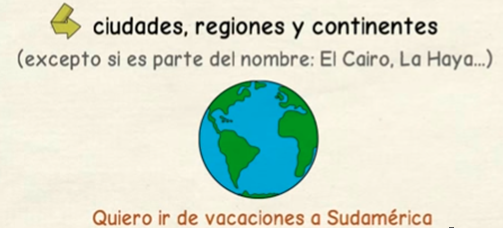 ciudades, regiones y continentes
(excepto si es parte del nombre: El Cairo, La Haya...)
Quiero ir de vacaciones a Sudamérica